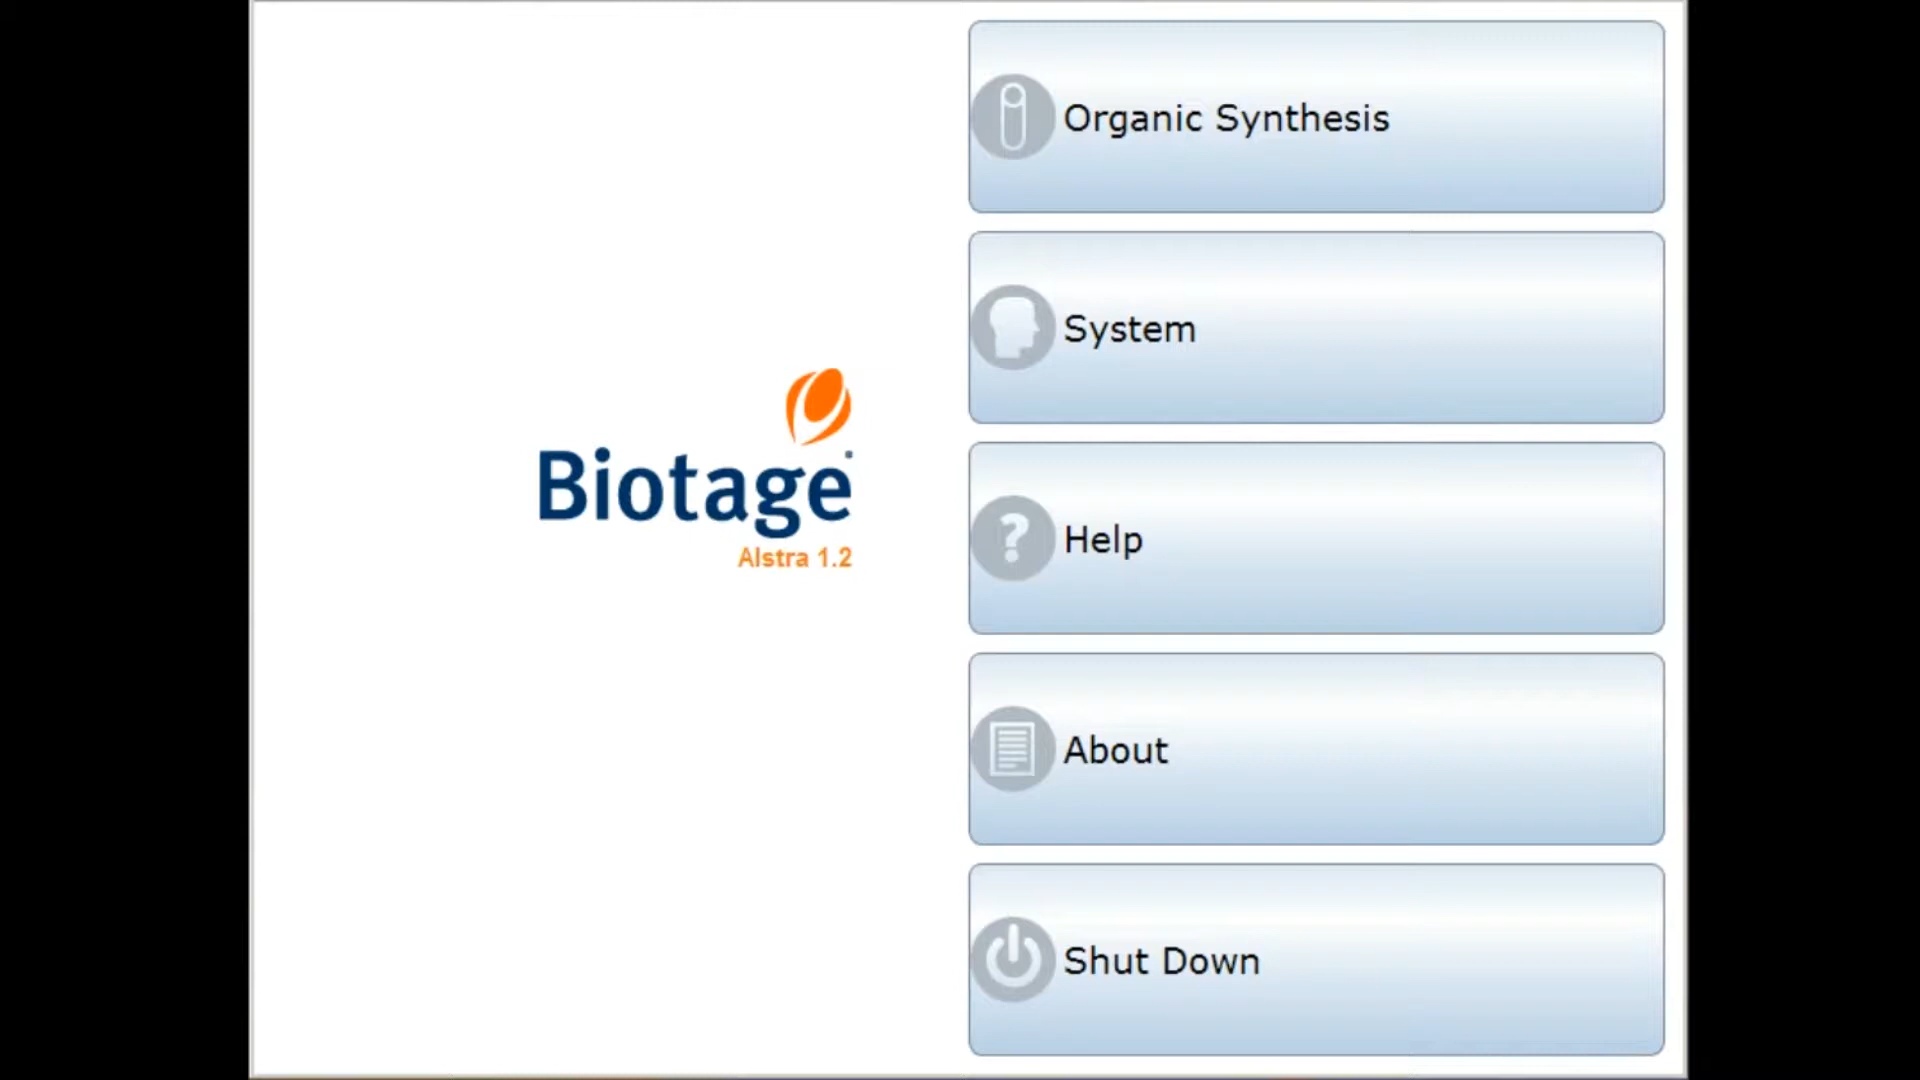 Organic Synthesis
System
Biotage
Alstra 1.2
Help
About
Shut Down